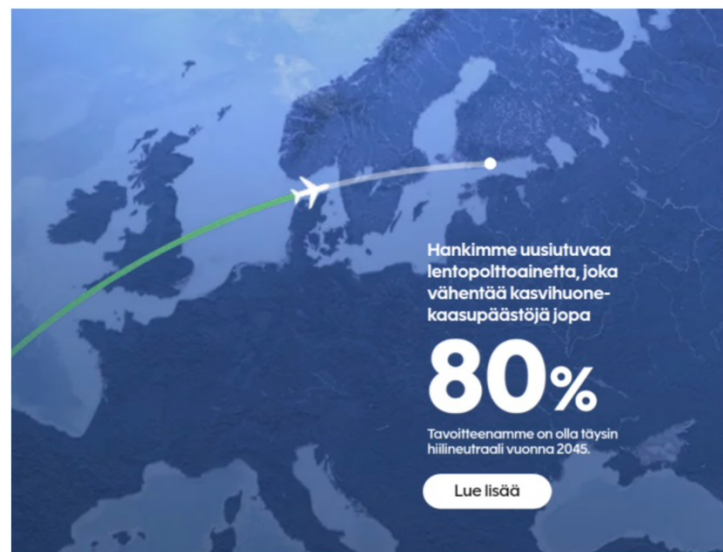 Hankimme uusiutuvaa
lentopolttoainetta, joka
vähentää kasvihuone-
kaasupäästöjä jopa
80%
Tavoitteenamme on olla täysin
hiilineutraali vuonna 2045.
Lue lisää